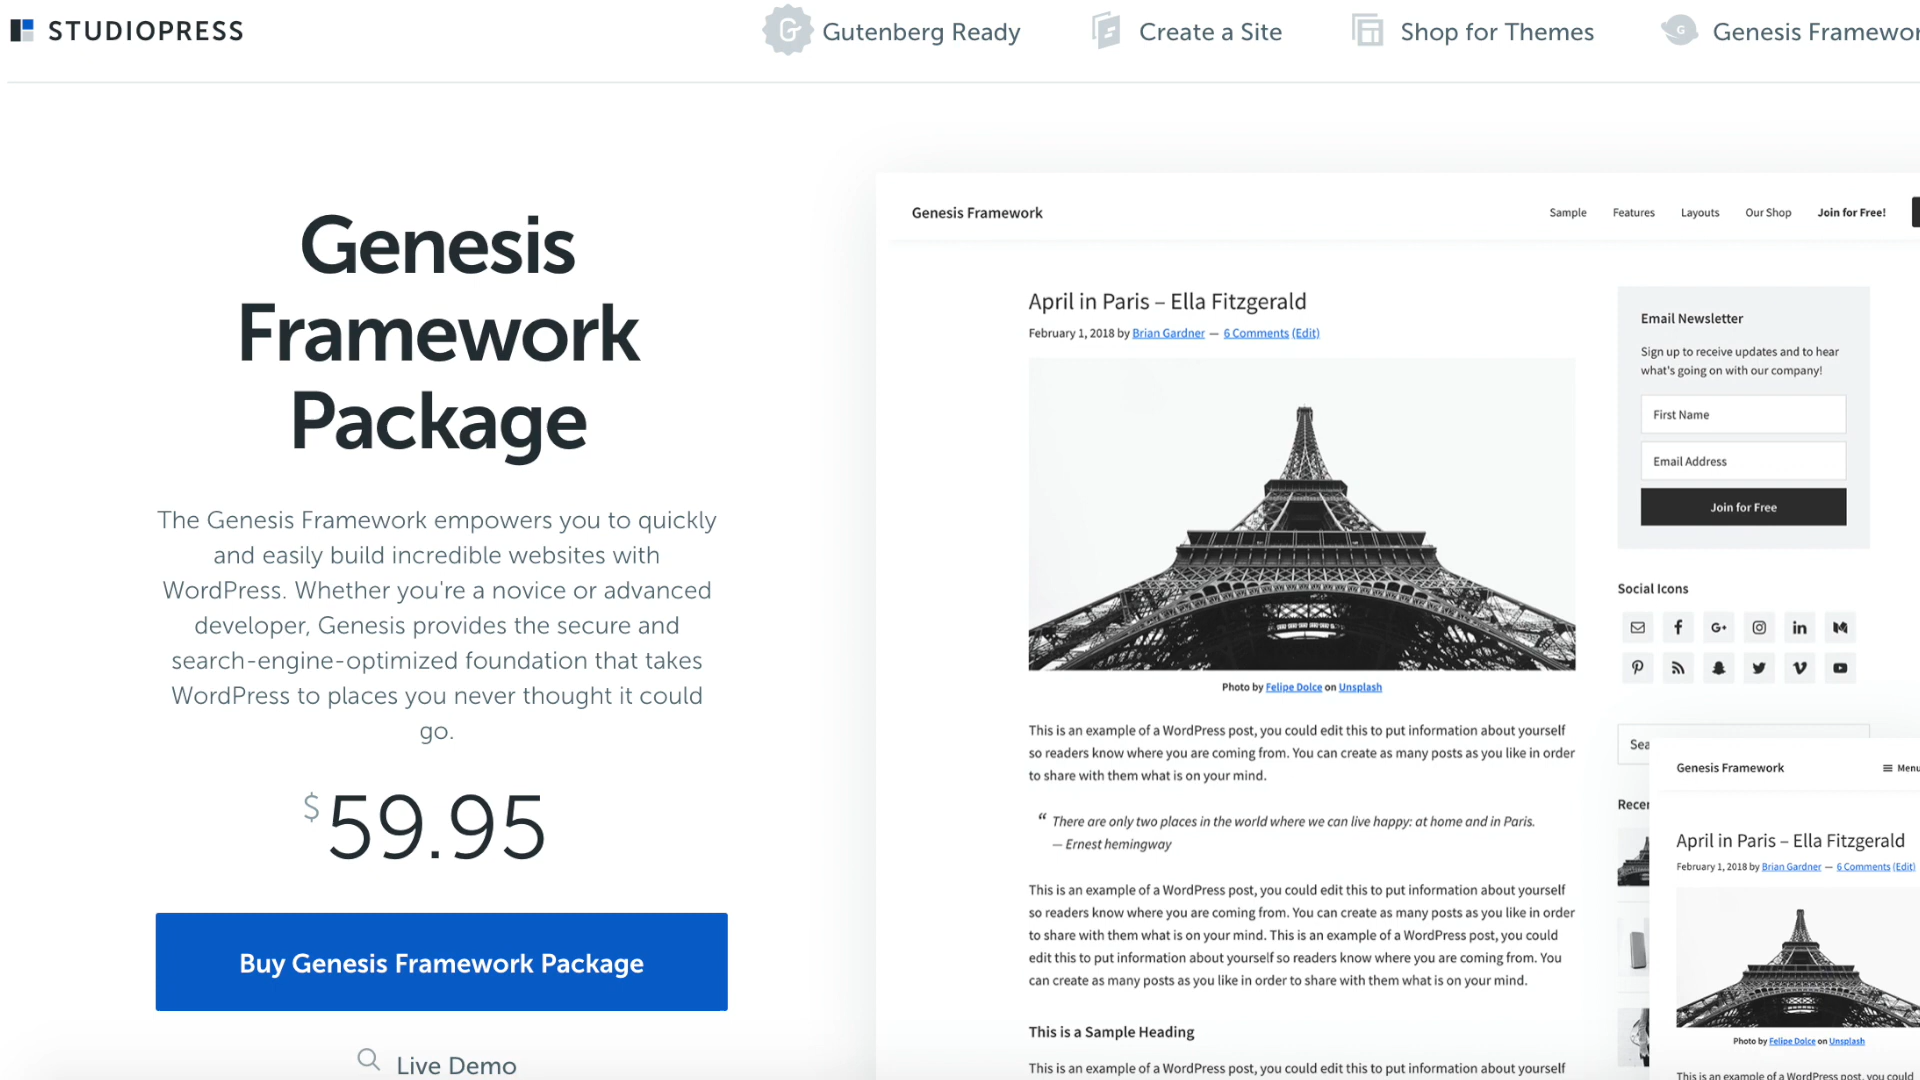 STUDIOPRESS
Gutenberg Ready
Create a Site
Shop for Themes
Genesis
Genesis
Framework
Package
The Genesis Framework empowers you to quickly
and easily build incredible websites with
WordPress. Whether you're a novice or advanced
developer, Genesis provides the secure and
search-engine-optimized foundation that takes
WordPress to places you never thought it could
go.
$59.95
Buy Genesis Framework Package
Live Demo
Genesis Framework
Sample
Features
Layouts
Our Shop
Join for Free!
April in Paris – Ella Fitzgerald
February 1, 2018 by Brian Gardner — 6 Comments (Edit)
Photo by Felipe Dolce on Unsplash
This is an example of a WordPress post, you could edit this to put information about yourself
so readers know where you are coming from. You can create as many posts as you like in order
to share with them what is on your mind.
“ There are only two places in the world where we can live happy: at home and in Paris.
— Ernest hemingway
This is an example of a WordPress post, you could edit this to put information about yourself
so readers know where you are coming from. You can create as many posts as you like in order
to share with them what is on your mind. This is an example of a WordPress post, you could
edit this to put information about yourself so readers know where you are coming from. You
can create as many posts as you like in order to share with them what is on your mind.
This is a Sample Heading
This is an example of a WordPress post, you could edit this to put information about yourself
Email Newsletter
Sign up to receive updates and to hear
what's going on with our company!
First Name
Email Address
Join for Free
Social Icons
Genesis Framework
Menu
April in Paris – Ella Fitzgerald
February 1, 2018 by Brian Gardner — 6 Comments (Edit)
Photo by Felipe Dolce on Unsplash
This is an example of a WordPress post, you could